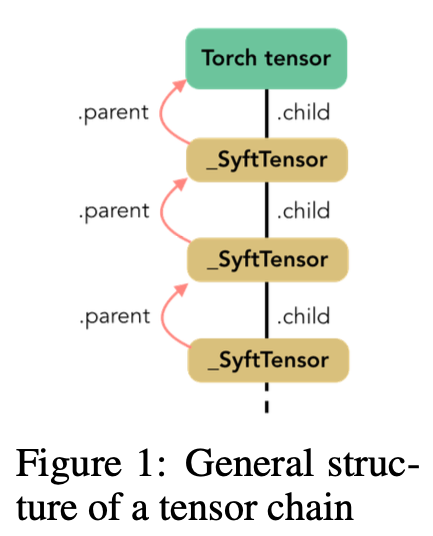 Torch tensor
.parent
.child
_SyftTensor
.parent
.child
_SyftTensor
.parent
.child
_SyftTensor
Figure 1: General struc-
ture of a tensor chain